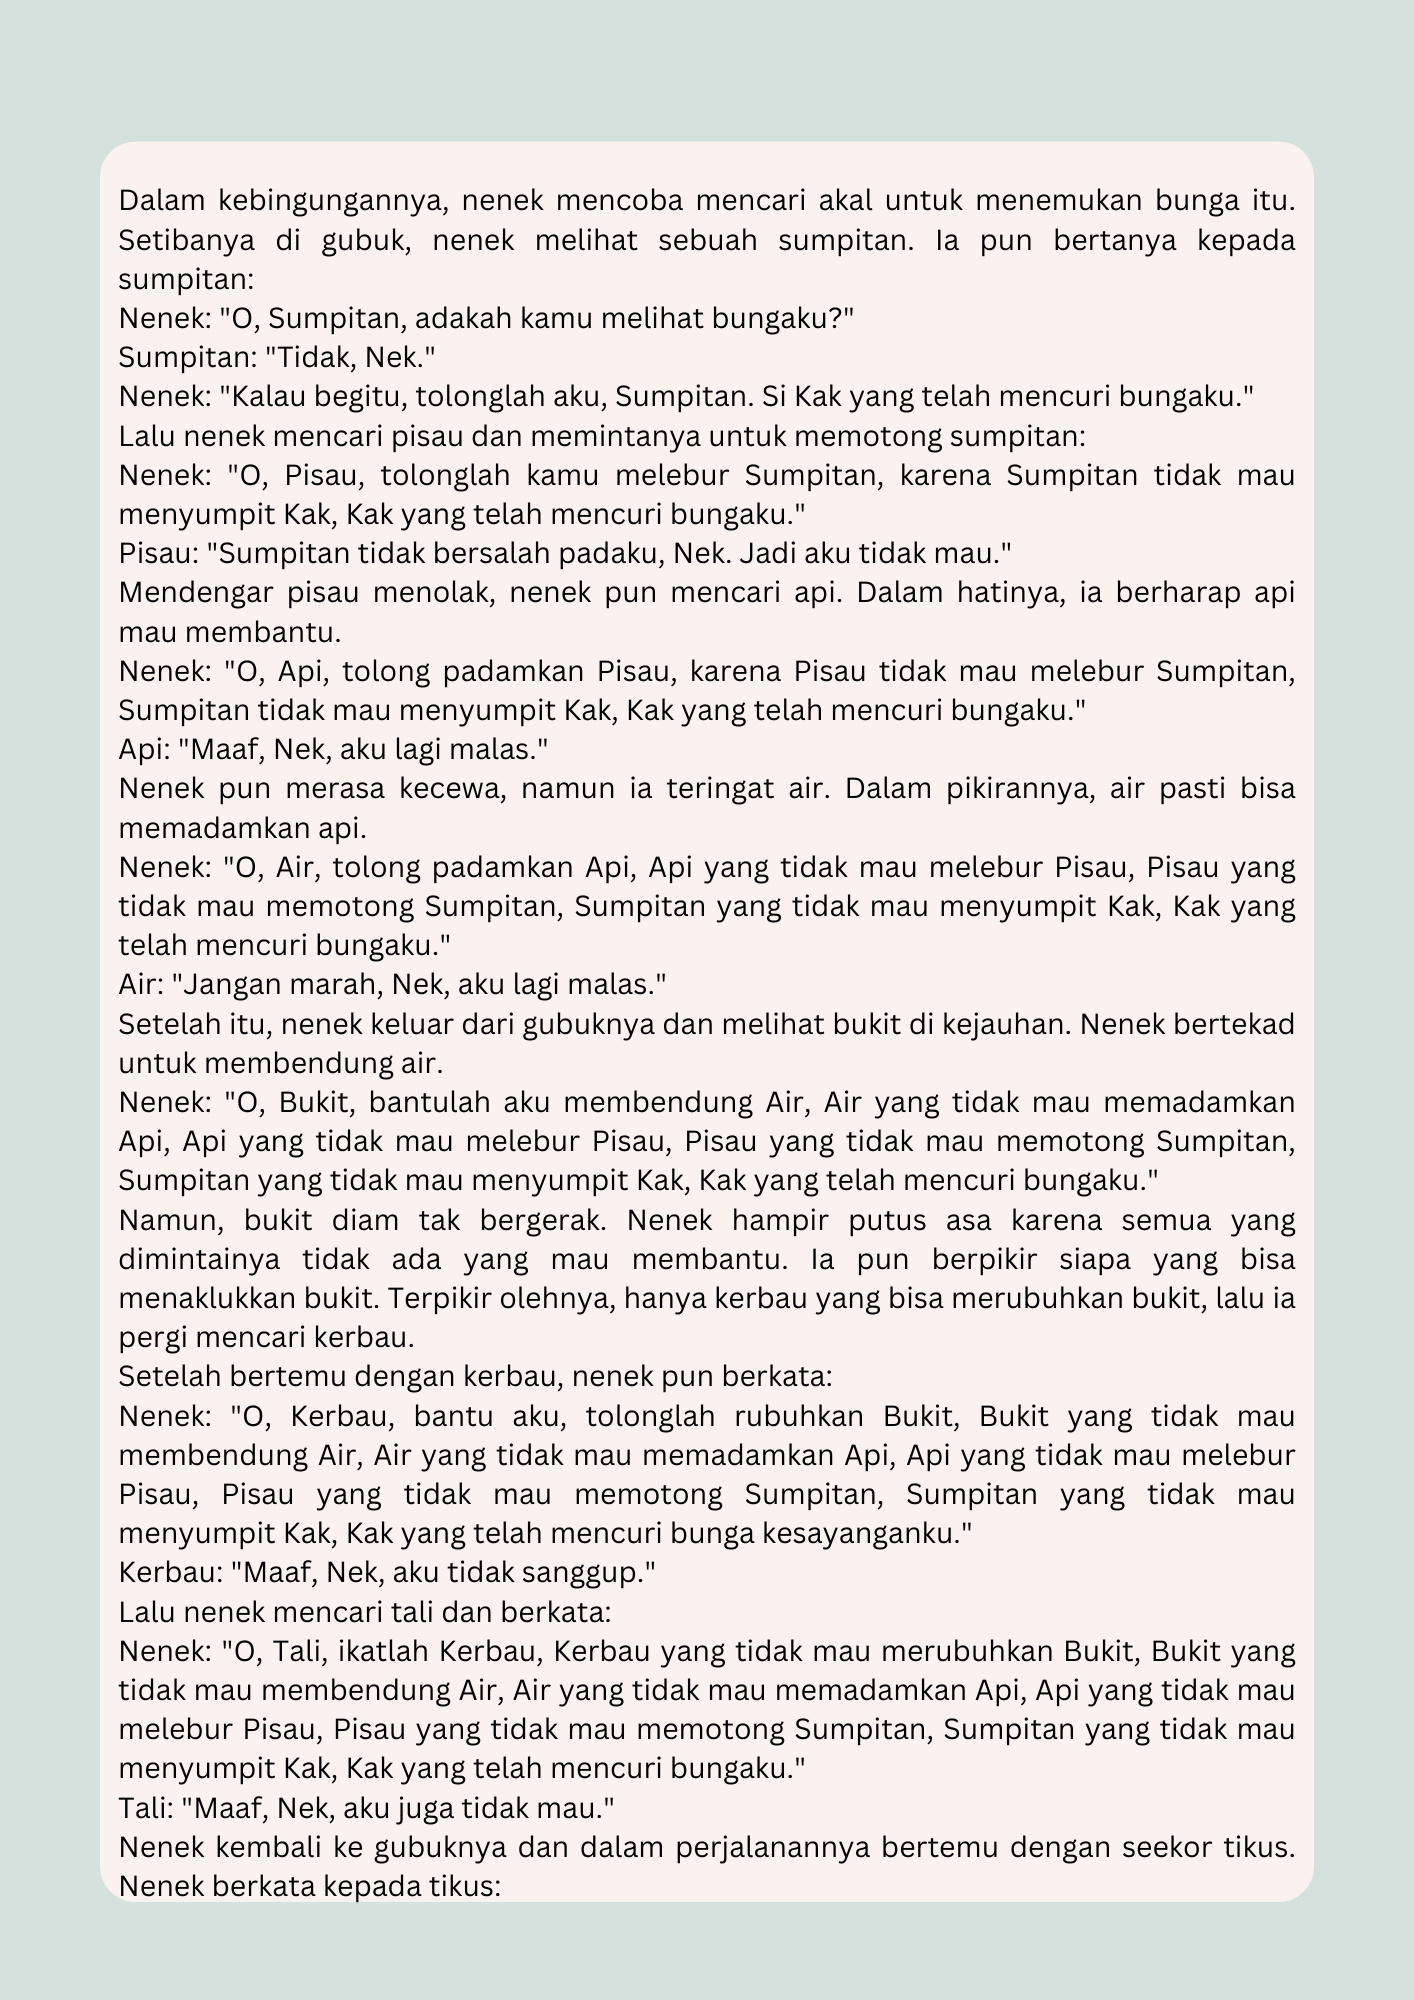 Dalam kebingungannya, nenek mencoba mencari akal untuk menemukan bunga itu.
Setibanya di gubuk, nenek melihat sebuah sumpitan. Ia pun bertanya kepada
sumpitan:
Nenek: "O, Sumpitan, adakah kamu melihat bungaku?"
Sumpitan: "Tidak, Nek."
Nenek: "Kalau begitu, tolonglah aku, Sumpitan. Si Kak yang telah mencuri bungaku."
Lalu nenek mencari pisau dan memintanya untuk memotong sumpitan:
Nenek: "O, Pisau, tolonglah kamu melebur Sumpitan, karena Sumpitan tidak mau
menyumpit Kak, Kak yang telah mencuri bungaku."
Pisau: "Sumpitan tidak bersalah padaku, Nek. Jadi aku tidak mau."
Mendengar pisau menolak, nenek pun mencari api. Dalam hatinya, ia berharap api
mau membantu.
Nenek: "O, Api, tolong padamkan Pisau, karena Pisau tidak mau melebur Sumpitan,
Sumpitan tidak mau menyumpit Kak, Kak yang telah mencuri bungaku."
Api: "Maaf, Nek, aku lagi malas."
Nenek pun merasa kecewa, namun ia teringat air. Dalam pikirannya, air pasti bisa
memadamkan api.
Nenek: "O, Air, tolong padamkan Api, Api yang tidak mau melebur Pisau, Pisau yang
tidak mau memotong Sumpitan, Sumpitan yang tidak mau menyumpit Kak, Kak yang
telah mencuri bungaku."
Air: "Jangan marah, Nek, aku lagi malas."
Setelah itu, nenek keluar dari gubuknya dan melihat bukit di kejauhan. Nenek bertekad
untuk membendung air.
Nenek: "O, Bukit, bantulah aku membendung Air, Air yang tidak mau memadamkan
Api, Api yang tidak mau melebur Pisau, Pisau yang tidak mau memotong Sumpitan,
Sumpitan yang tidak mau menyumpit Kak, Kak yang telah mencuri bungaku."
Namun, bukit diam tak bergerak. Nenek hampir putus asa karena semua yang
dimintainya tidak ada yang mau membantu. Ia pun berpikir siapa yang bisa
menaklukkan bukit. Terpikir olehnya, hanya kerbau yang bisa merubuhkan bukit, lalu ia
pergi mencari kerbau.
Setelah bertemu dengan kerbau, nenek pun berkata:
Nenek: "O, Kerbau, bantu aku, tolonglah rubuhkan Bukit, Bukit yang tidak mau
membendung Air, Air yang tidak mau memadamkan Api, Api yang tidak mau melebur
Pisau, Pisau yang tidak mau memotong Sumpitan, Sumpitan yang tidak mau
menyumpit Kak, Kak yang telah mencuri bunga kesayanganku."
Kerbau: "Maaf, Nek, aku tidak sanggup."
Lalu nenek mencari tali dan berkata:
Nenek: "O, Tali, ikatlah Kerbau, Kerbau yang tidak mau merubuhkan Bukit, Bukit yang
tidak mau membendung Air, Air yang tidak mau memadamkan Api, Api yang tidak mau
melebur Pisau, Pisau yang tidak mau memotong Sumpitan, Sumpitan yang tidak mau
menyumpit Kak, Kak yang telah mencuri bungaku."
Tali: "Maaf, Nek, aku juga tidak mau."
Nenek kembali ke gubuknya dan dalam perjalanannya bertemu dengan seekor tikus.
Nenek berkata kepada tikus: